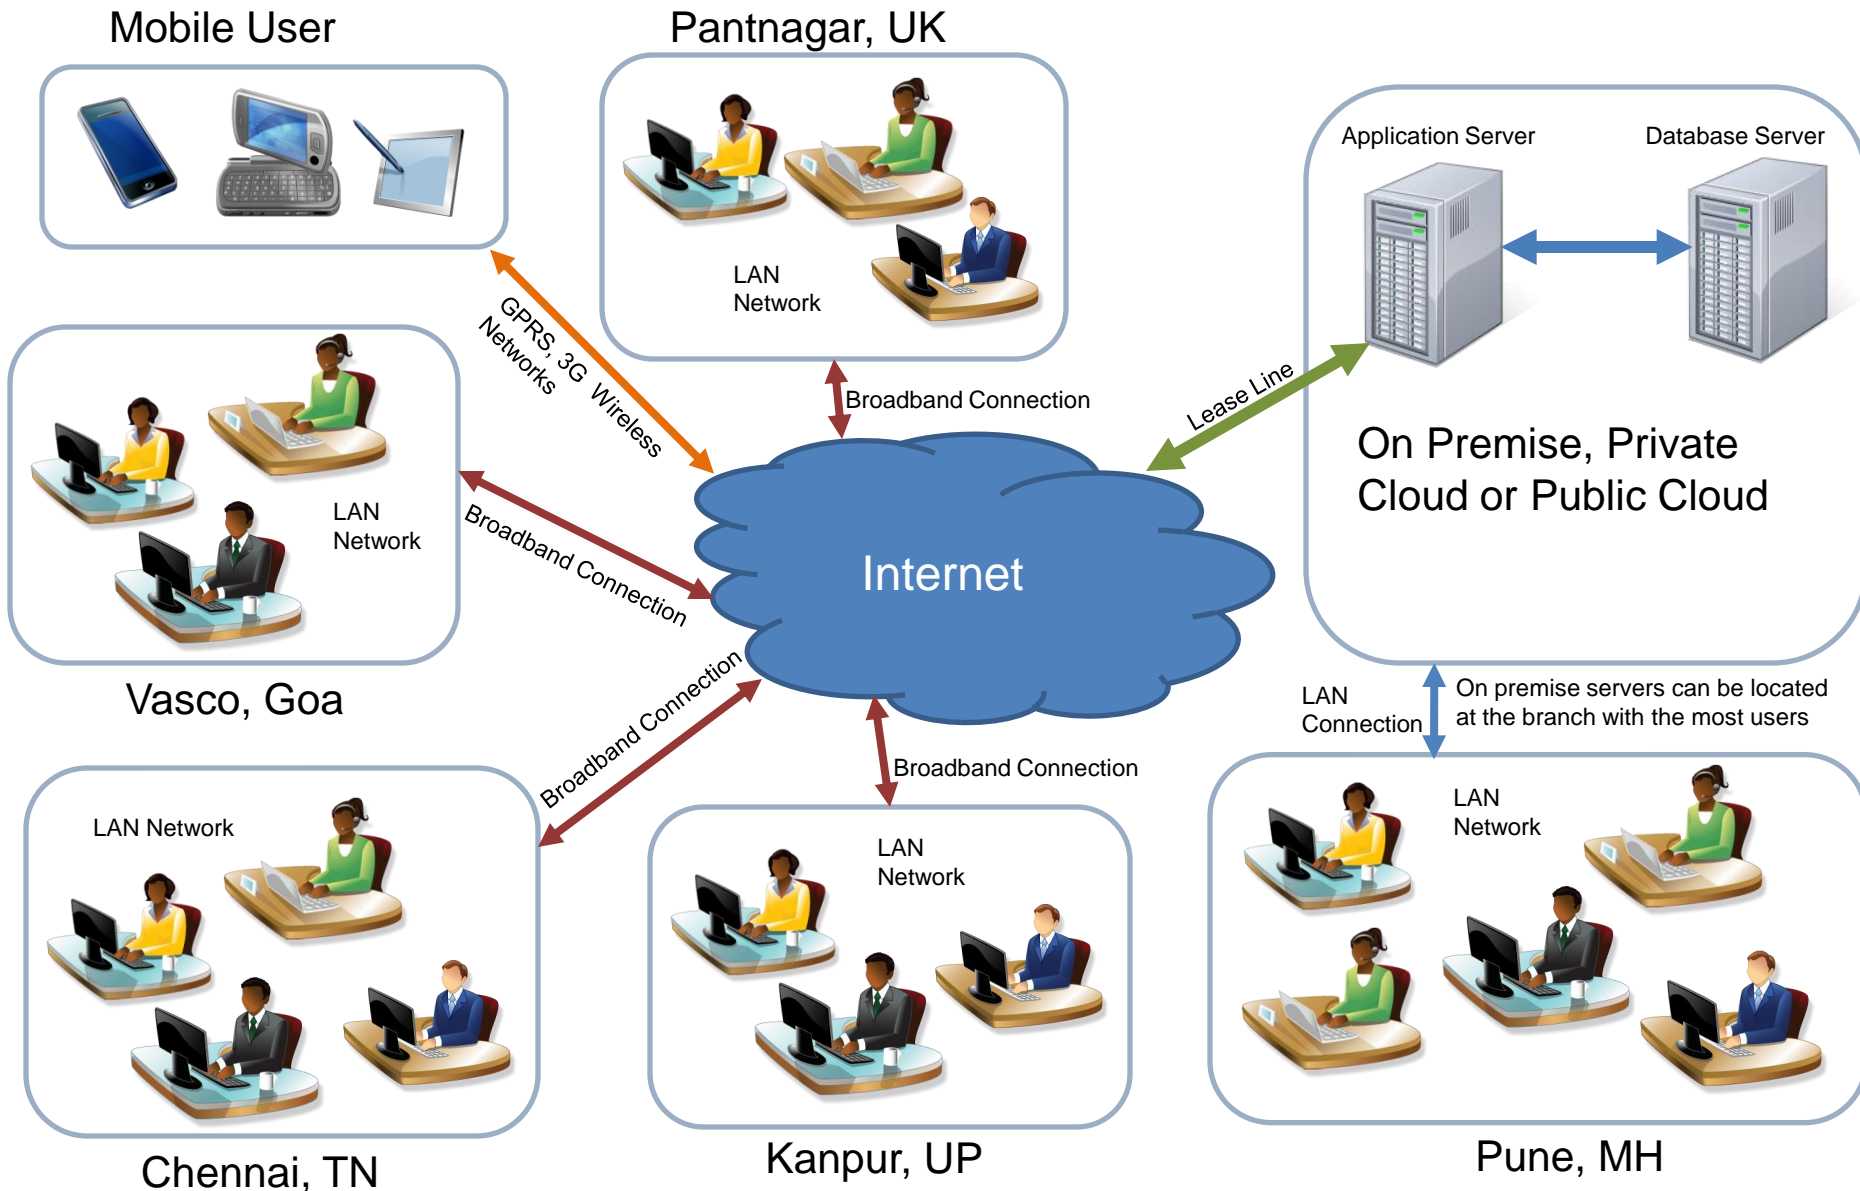 Mobile User
Pantnagar, UK
Application Server
Database Server
LAN
Network
GPRS, 3G Wireless
Networks
Broadband Connection
Lease Line
On Premise, Private
Cloud or Public Cloud
LAN
Network
Broadband Connection
Internet
Vasco, Goa
Broadband Connection
LAN
Connection
On premise servers can be located
at the branch with the most users
Broadband Connection
LAN Network
LAN
Network
LAN
Network
Chennai, TN
Kanpur, UP
Pune, MH